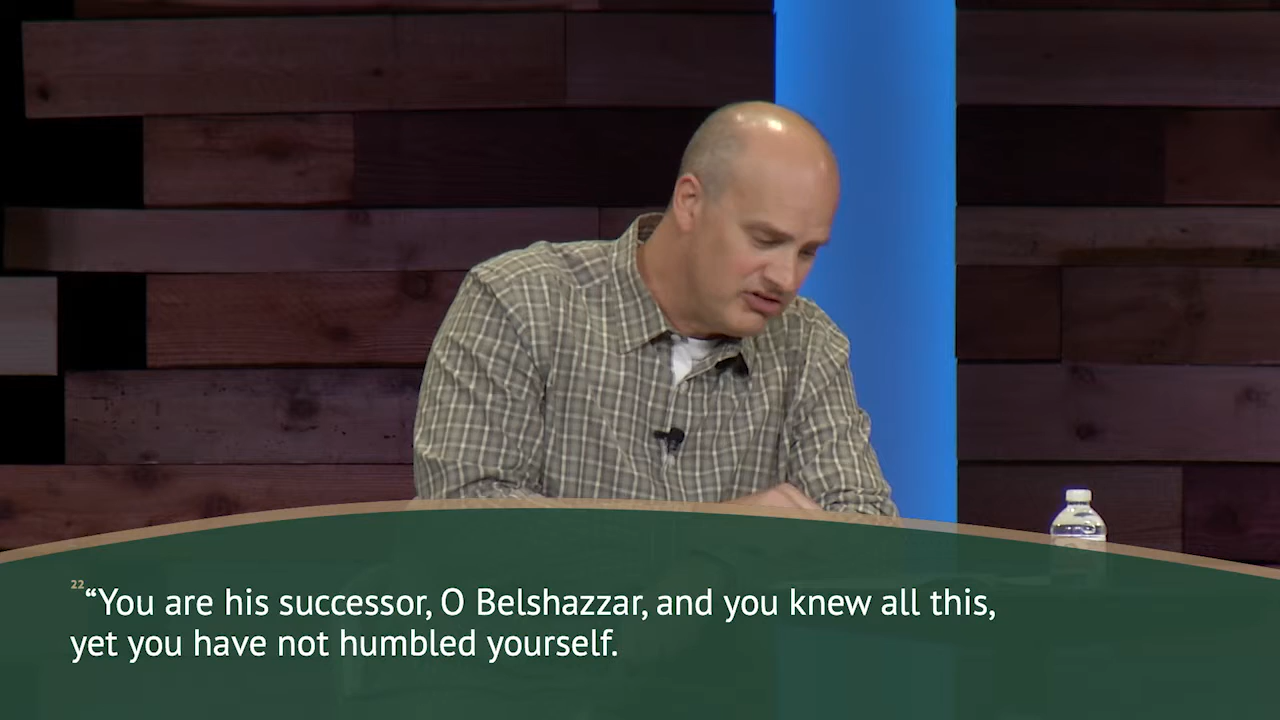 22“You are his successor, O Belshazzar, and you knew all this,
yet you have not humbled yourself.